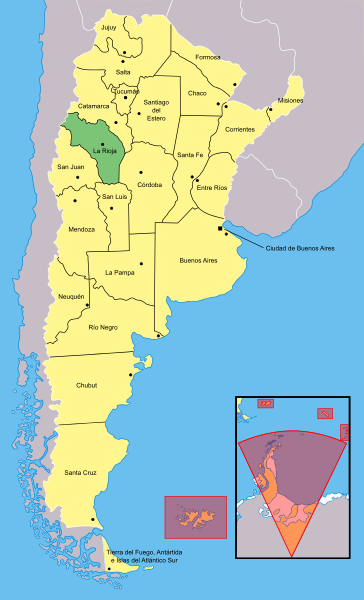 Jujuy
Salta
Formosa
Tucumán
Chaco
Misiones
Catamarca
Santiago
del
Estero
Corrientes
La Rioja
Santa Fe
San Juan
Córdoba
Entre Ríos
San Luis
Mendoza
Ciudad de Buenos Aires
Buenos Aires
La Pampa
Neuquén
Río Negro
Chubut
Santa Cruz
Tierra del Fuego, Antártida
e Islas del Atlántico Sur